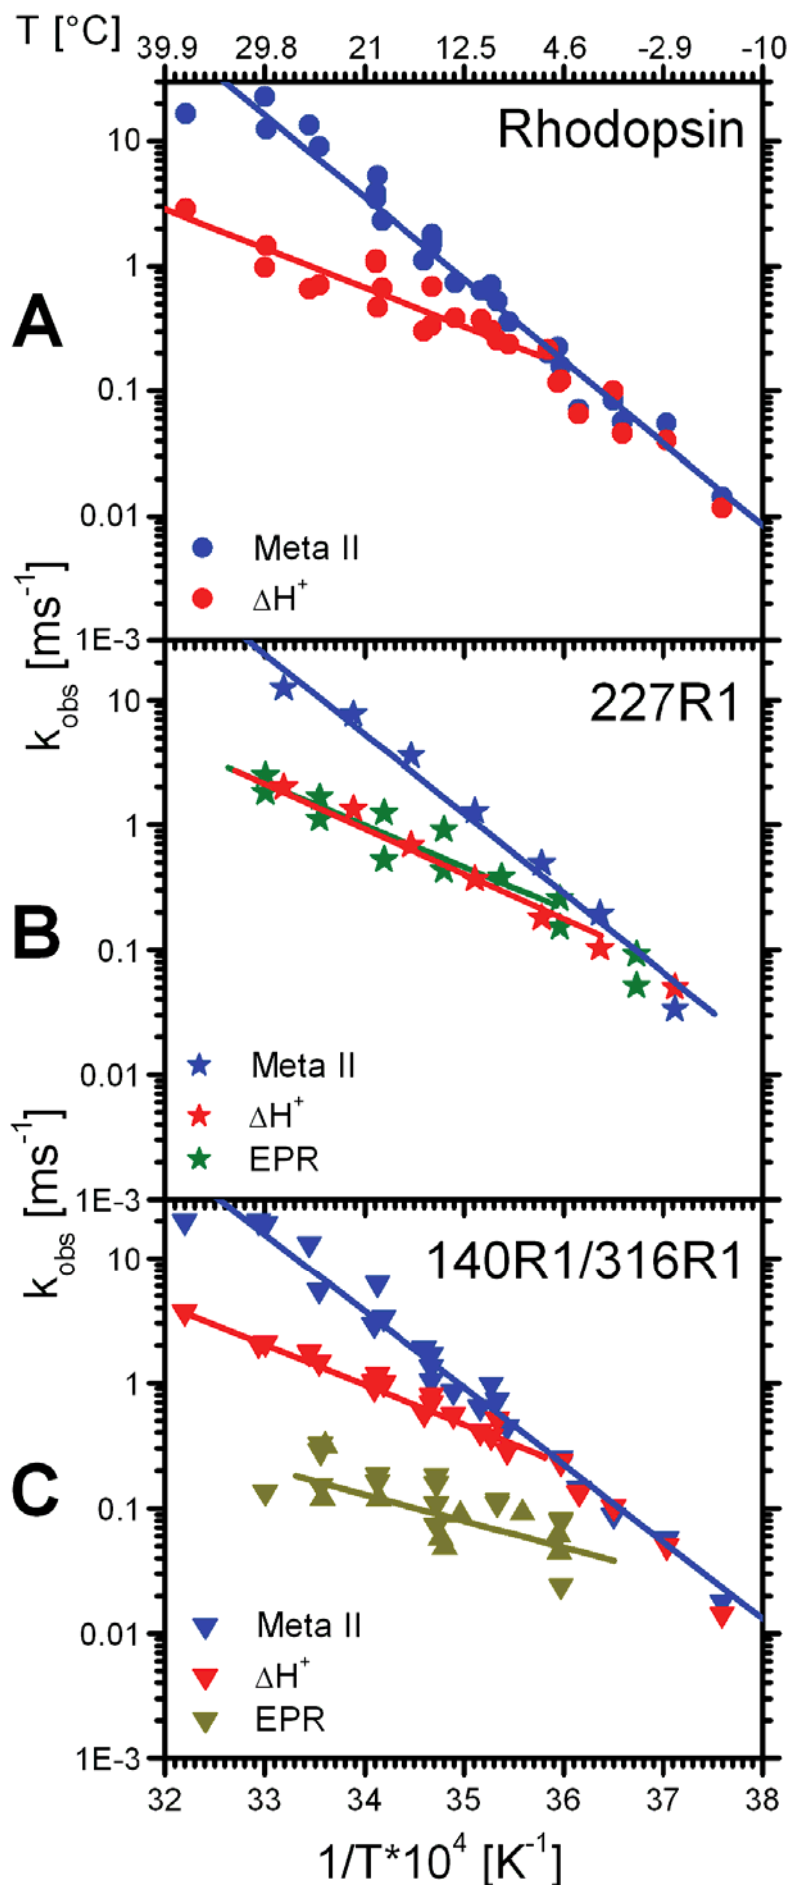 T [°C]
39.9 29.8 21 12.5 4.6 -2.9 -10
Rhodopsin
10
1
A
0.1
0.01
Meta II
ΔH⁺
1E-3
k_obs [ms⁻¹]
227R1
10
1
B
0.1
0.01
Meta II
ΔH⁺
EPR
1E-3
k_obs [ms⁻¹]
140R1/316R1
10
1
C
0.1
0.01
Meta II
ΔH⁺
EPR
1E-3
32 33 34 35 36 37 38
1/T*10⁴ [K⁻¹]